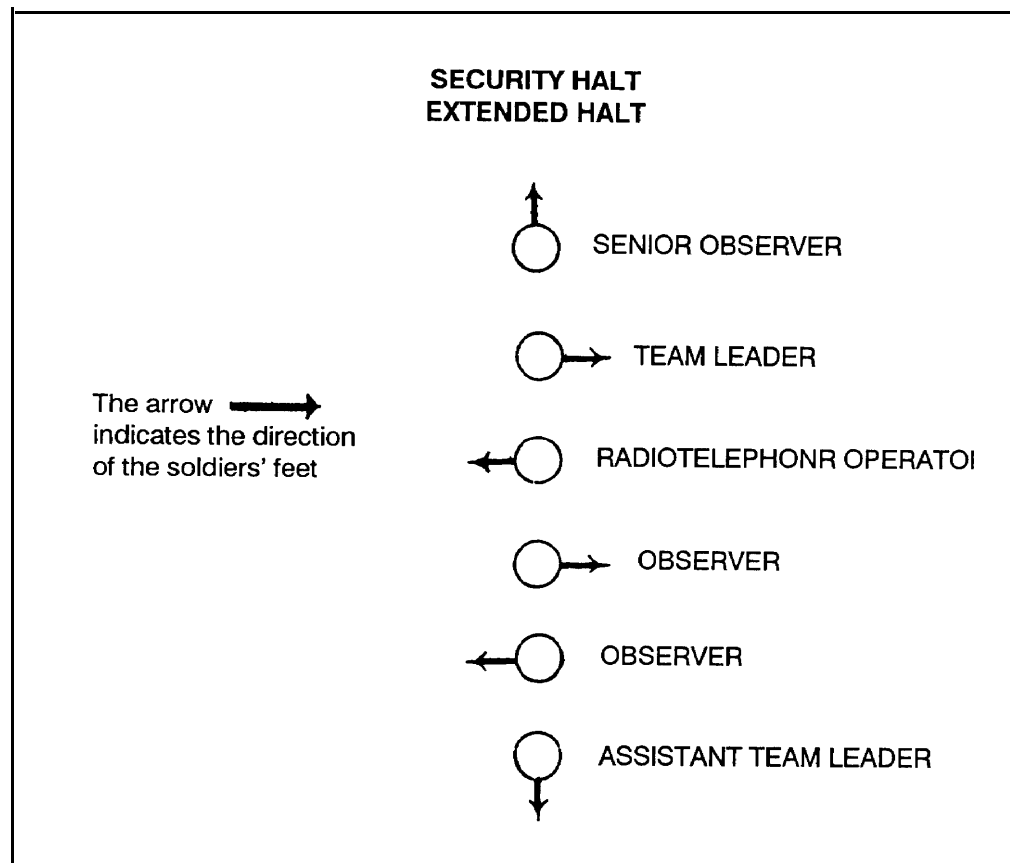 SECURITY HALT
EXTENDED HALT
SENIOR OBSERVER
TEAM LEADER
The arrow
indicates the direction
of the soldiers' feet
RADIOTELEPHONR OPERATOI
OBSERVER
OBSERVER
ASSISTANT TEAM LEADER